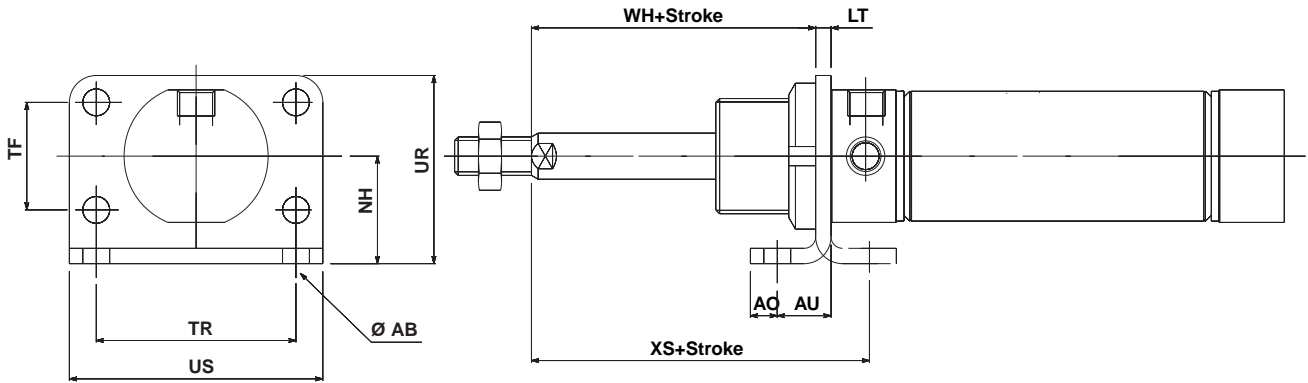 WH+Stroke
LT
TF
UR
NH
AO
AU
TR
Ø AB
XS+Stroke
US